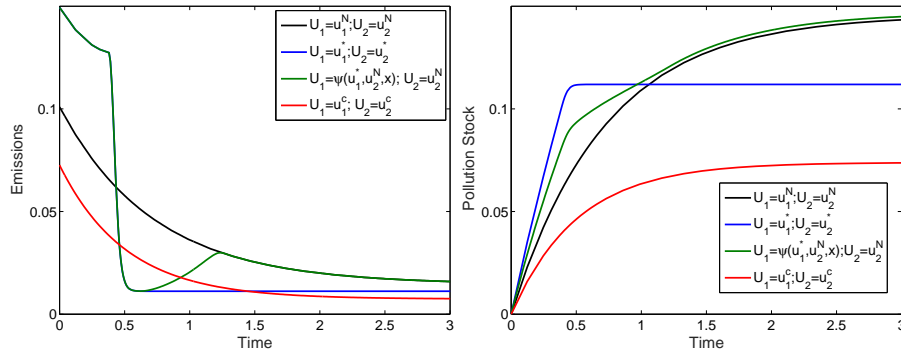 Emissions
0.1
0.05
0
0 0.5 1 1.5 2 2.5 3
Time
U₁=u₁ᴺ;U₂=u₂ᴺ
U₁=u₁*;U₂=u₂*
U₁=ψ(u₁*,u₂ᴺ,x); U₂=u₂ᴺ
U₁=u₁ᶜ; U₂=u₂ᶜ
Pollution Stock
0.1
0.05
0
0 0.5 1 1.5 2 2.5 3
Time
U₁=u₁ᴺ;U₂=u₂ᴺ
U₁=u₁*;U₂=u₂*
U₁=ψ(u₁*,u₂ᴺ,x);U₂=u₂ᴺ
U₁=u₁ᶜ;U₂=u₂ᶜ